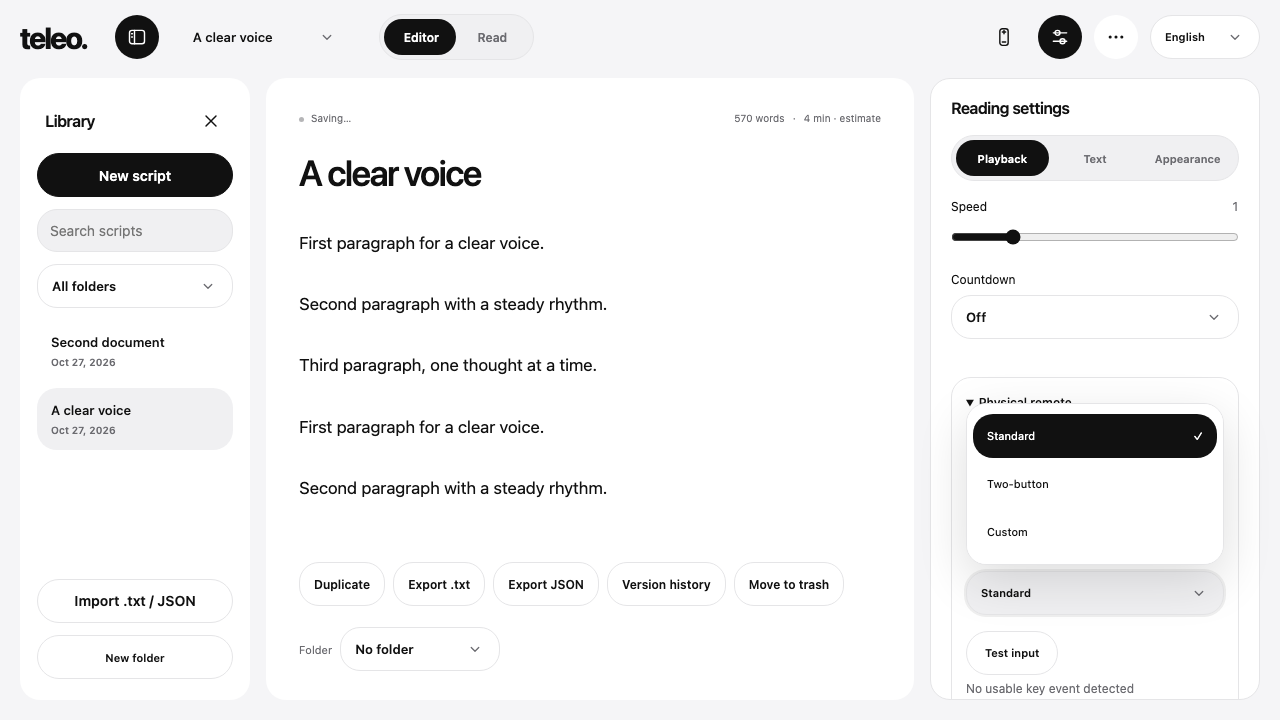 teleo.
A clear voice
Editor
Read
English
Library
New script
Search scripts
All folders
Second document
Oct 27, 2026
A clear voice
Oct 27, 2026
Import .txt / JSON
New folder
Saving...
570 words · 4 min · estimate
A clear voice
First paragraph for a clear voice.
Second paragraph with a steady rhythm.
Third paragraph, one thought at a time.
First paragraph for a clear voice.
Second paragraph with a steady rhythm.
Duplicate
Export .txt
Export JSON
Version history
Move to trash
Folder
No folder
Reading settings
Playback
Text
Appearance
Speed
1
Countdown
Off
Physical remote
Standard
Two-button
Custom
Standard
Test input
No usable key event detected